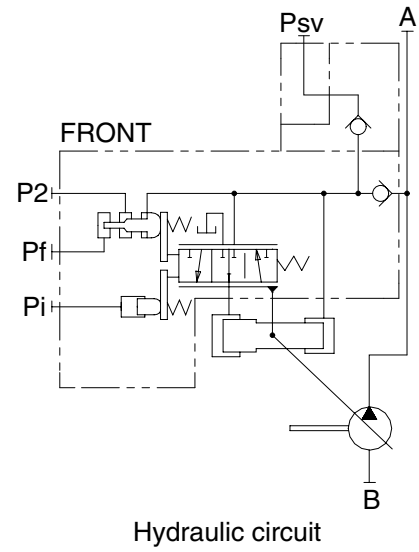 Psv
A
FRONT
P2
Pf
Pi
B
Hydraulic circuit